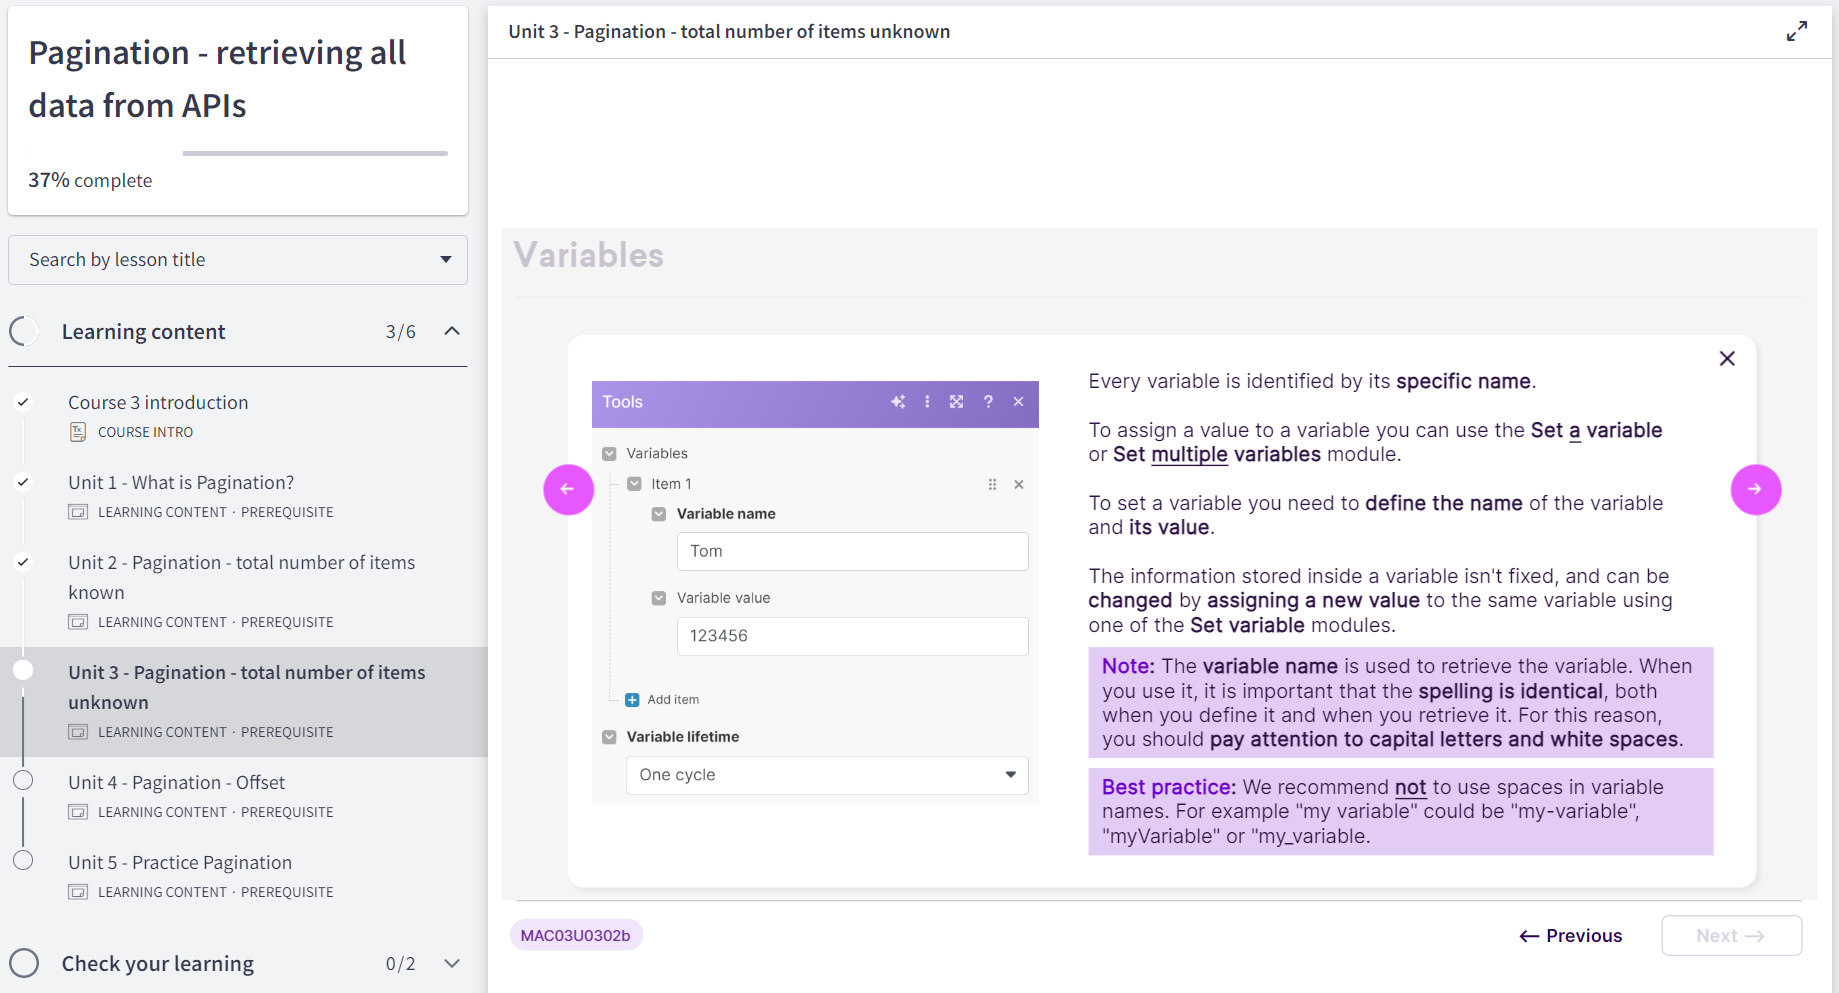 Pagination - retrieving all
data from APIs
37% complete
Search by lesson title
Learning content 3/6
Course 3 introduction
COURSE INTRO
Unit 1 - What is Pagination?
LEARNING CONTENT · PREREQUISITE
Unit 2 - Pagination - total number of items
known
LEARNING CONTENT · PREREQUISITE
Unit 3 - Pagination - total number of items
unknown
LEARNING CONTENT · PREREQUISITE
Unit 4 - Pagination - Offset
LEARNING CONTENT · PREREQUISITE
Unit 5 - Practice Pagination
LEARNING CONTENT · PREREQUISITE
Check your learning 0/2
Unit 3 - Pagination - total number of items unknown
Variables
Tools
Variables
Item 1
Variable name
Tom
Variable value
123456
Add item
Variable lifetime
One cycle
Every variable is identified by its specific name.
To assign a value to a variable you can use the Set a variable
or Set multiple variables module.
To set a variable you need to define the name of the variable
and its value.
The information stored inside a variable isn't fixed, and can be
changed by assigning a new value to the same variable using
one of the Set variable modules.
Note: The variable name is used to retrieve the variable. When
you use it, it is important that the spelling is identical, both
when you define it and when you retrieve it. For this reason,
you should pay attention to capital letters and white spaces.
Best practice: We recommend not to use spaces in variable
names. For example "my variable" could be "my-variable",
"myVariable" or "my_variable.
MAC03U0302b
← Previous
Next →